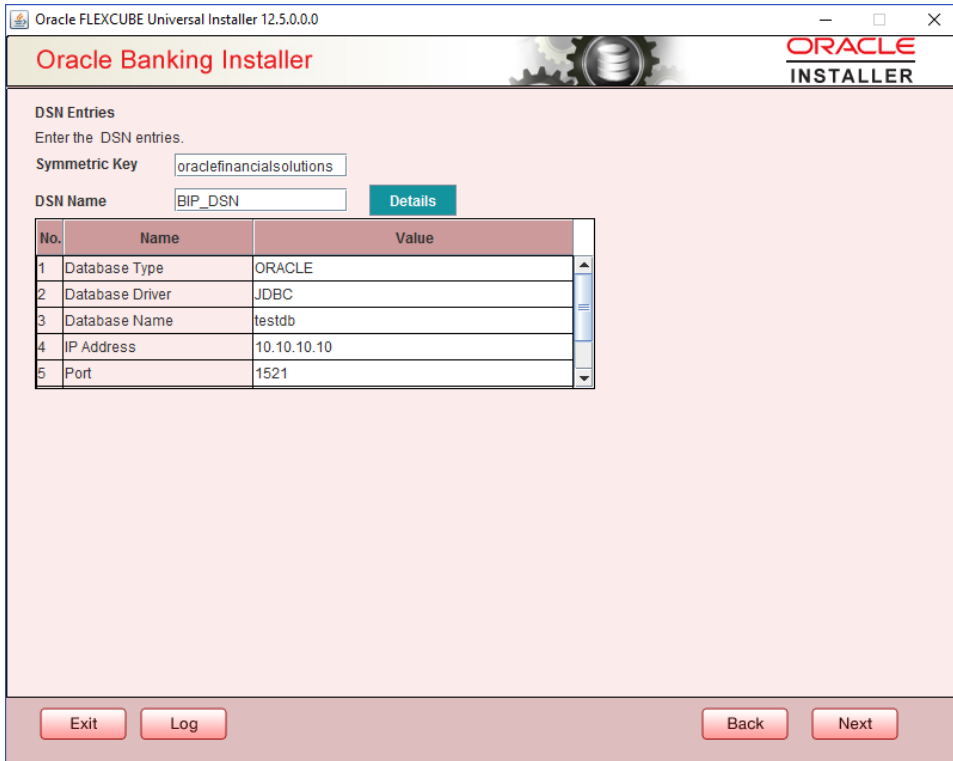 Oracle FLEXCUBE Universal Installer 12.5.0.0.0
Oracle Banking Installer
ORACLE
INSTALLER
DSN Entries
Enter the DSN entries.
Symmetric Key oraclefinancialsolutions
DSN Name BIP_DSN Details
No. Name Value
1 Database Type ORACLE
2 Database Driver JDBC
3 Database Name testdb
4 IP Address 10.10.10.10
5 Port 1521
Exit Log Back Next